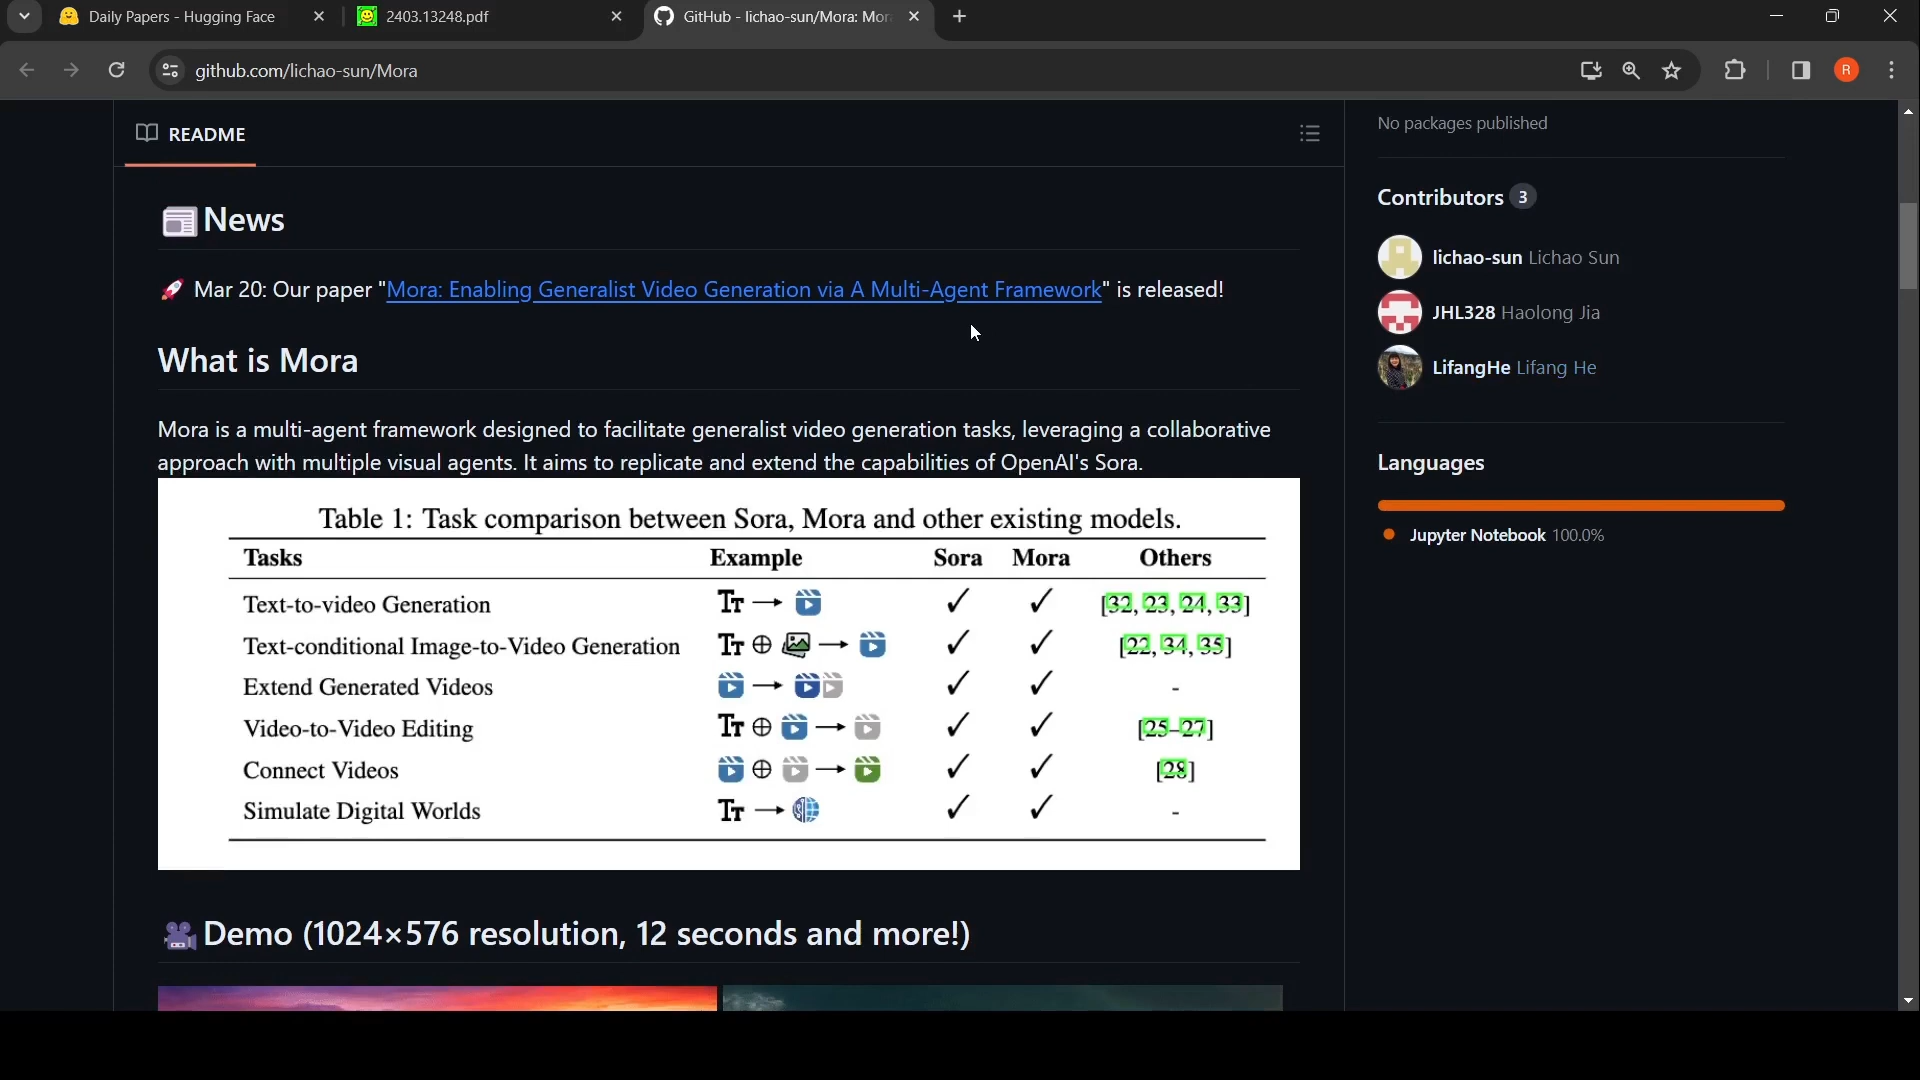 Daily Papers - Hugging Face
2403.13248.pdf
GitHub - lichao-sun/Mora: Mor
github.com/lichao-sun/Mora
R
README
News
Mar 20: Our paper "Mora: Enabling Generalist Video Generation via A Multi-Agent Framework" is released!
What is Mora
Mora is a multi-agent framework designed to facilitate generalist video generation tasks, leveraging a collaborative
approach with multiple visual agents. It aims to replicate and extend the capabilities of OpenAI's Sora.
Table 1: Task comparison between Sora, Mora and other existing models.
Tasks Example Sora Mora Others
Text-to-video Generation TT → ✓ ✓ [32, 23, 24, 33]
Text-conditional Image-to-Video Generation TT ⊕ → ✓ ✓ [22, 34, 35]
Extend Generated Videos → ✓ ✓ -
Video-to-Video Editing TT ⊕ → ✓ ✓ [25–27]
Connect Videos ⊕ → ✓ ✓ [28]
Simulate Digital Worlds TT → ✓ ✓ -
Demo (1024×576 resolution, 12 seconds and more!)
No packages published
Contributors 3
lichao-sun Lichao Sun
JHL328 Haolong Jia
LifangHe Lifang He
Languages
Jupyter Notebook 100.0%